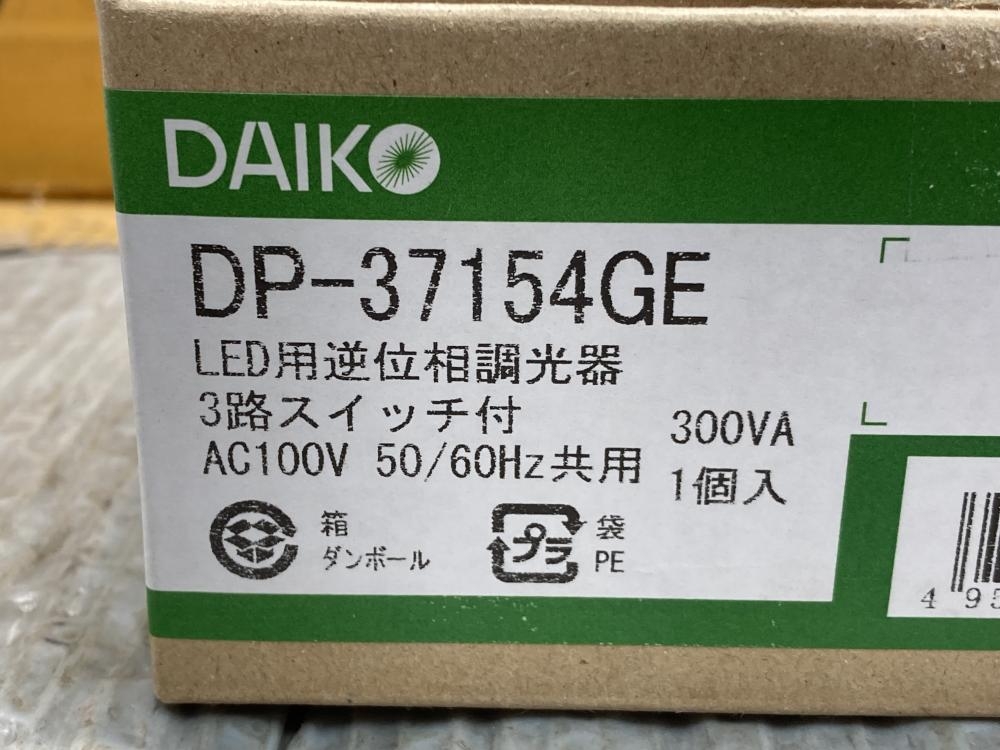 DAIKO
DP-37154GE
LED用逆位相調光器
3路スイッチ付
300VA
AC100V 50/60Hz共用
1個入
箱
ダンボール
プラ
袋
PE
4 95